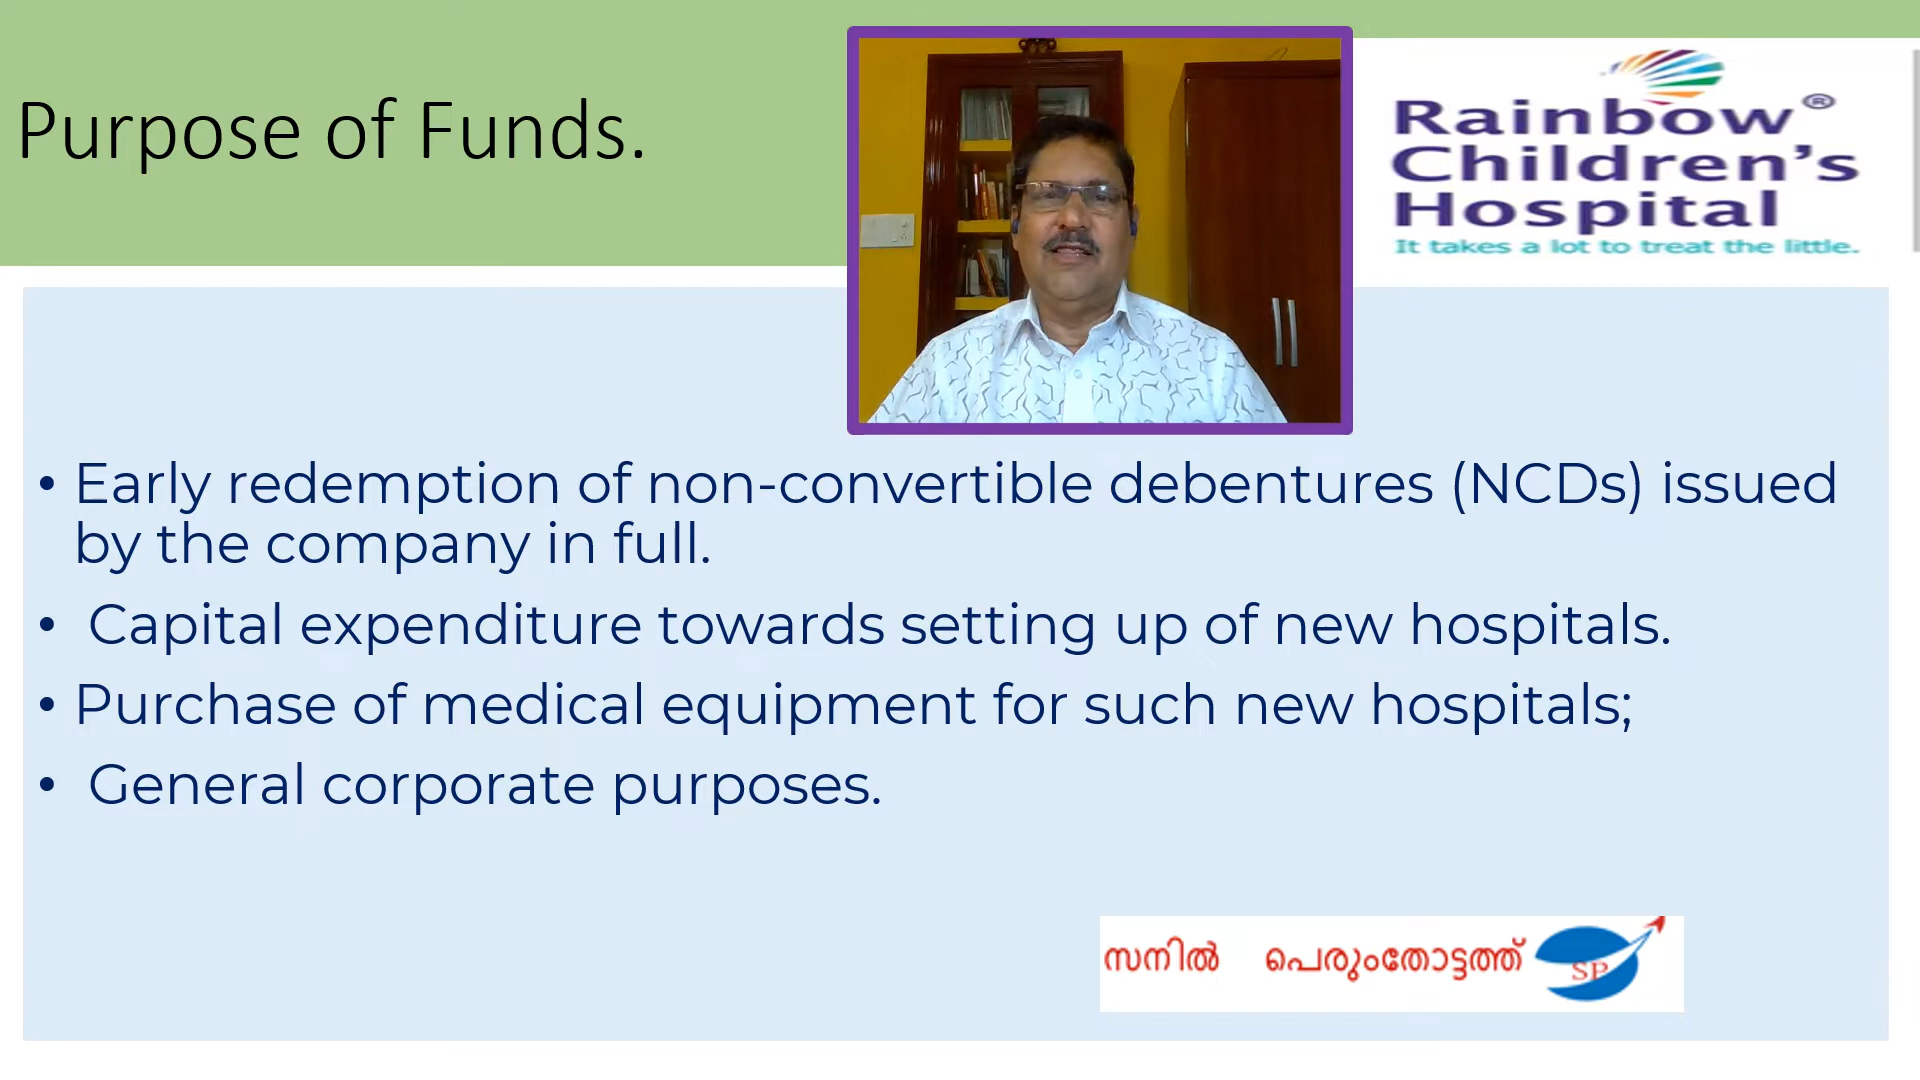 Purpose of Funds.
Rainbow®
Children's
Hospital
It takes a lot to treat the little.
• Early redemption of non-convertible debentures (NCDs) issued
by the company in full.
• Capital expenditure towards setting up of new hospitals.
• Purchase of medical equipment for such new hospitals;
• General corporate purposes.
സനിൽ പെരുംതോട്ടത്ത് SP